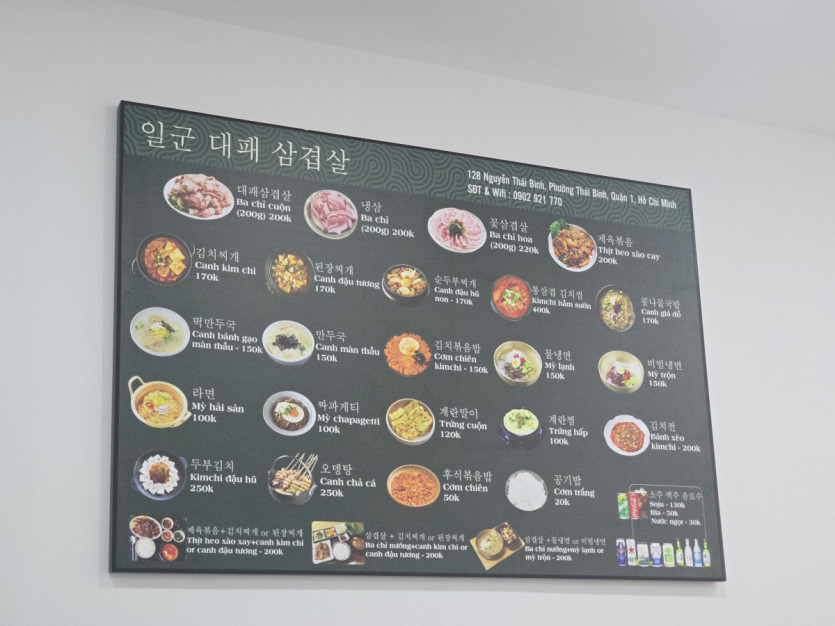 일군 대패 삼겹살
128 Nguyễn Thái Bình, Phường Thái Bình, Quận 1, Hồ Chí Minh
SĐT & Wifi : 0902 921 770
대패삼겹살
Ba chỉ cuộn
(200g) 200k
냉삼
Ba chỉ
(200g) 200k
꽃삼겹살
Ba chỉ hoa
(200g) 220k
제육볶음
Thịt heo xào cay
200k
김치찌개
Canh kim chi
170k
된장찌개
Canh đậu tương
170k
순두부찌개
Canh đậu hũ
non - 170k
통삼겹 김치찜
Kimchi hầm sườn
400k
콩나물국밥
Canh giá đỗ
170k
떡만두국
Canh bánh gạo
màn thầu - 150k
만두국
Canh màn thầu
150k
김치볶음밥
Cơm chiên
kimchi - 150k
물냉면
Mỳ lạnh
150k
비빔냉면
Mỳ trộn
150k
라면
Mỳ hải sản
100k
짜파게티
Mỳ chapagetti
100k
계란말이
Trứng cuộn
120k
계란찜
Trứng hấp
100k
김치전
Bánh xèo
kimchi - 200k
두부김치
Kimchi đậu hũ
250k
오뎅탕
Canh chả cá
250k
후식볶음밥
Cơm chiên
50k
공기밥
Cơm trắng
20k
소주 맥주 음료수
Soju - 130k
Bia - 50k
Nước ngọt - 30k
제육볶음+김치찌개 or 된장찌개
Thịt heo xào xay+canh kim chi
or canh đậu tương - 200k
삼겹살 + 김치찌개 or 된장찌개
Ba chỉ nướng+canh kim chi or
canh đậu tương - 200k
삼겹살 +물냉면 or 비빔냉면
Ba chỉ nướng+mỳ lạnh or
mỳ trộn - 200k